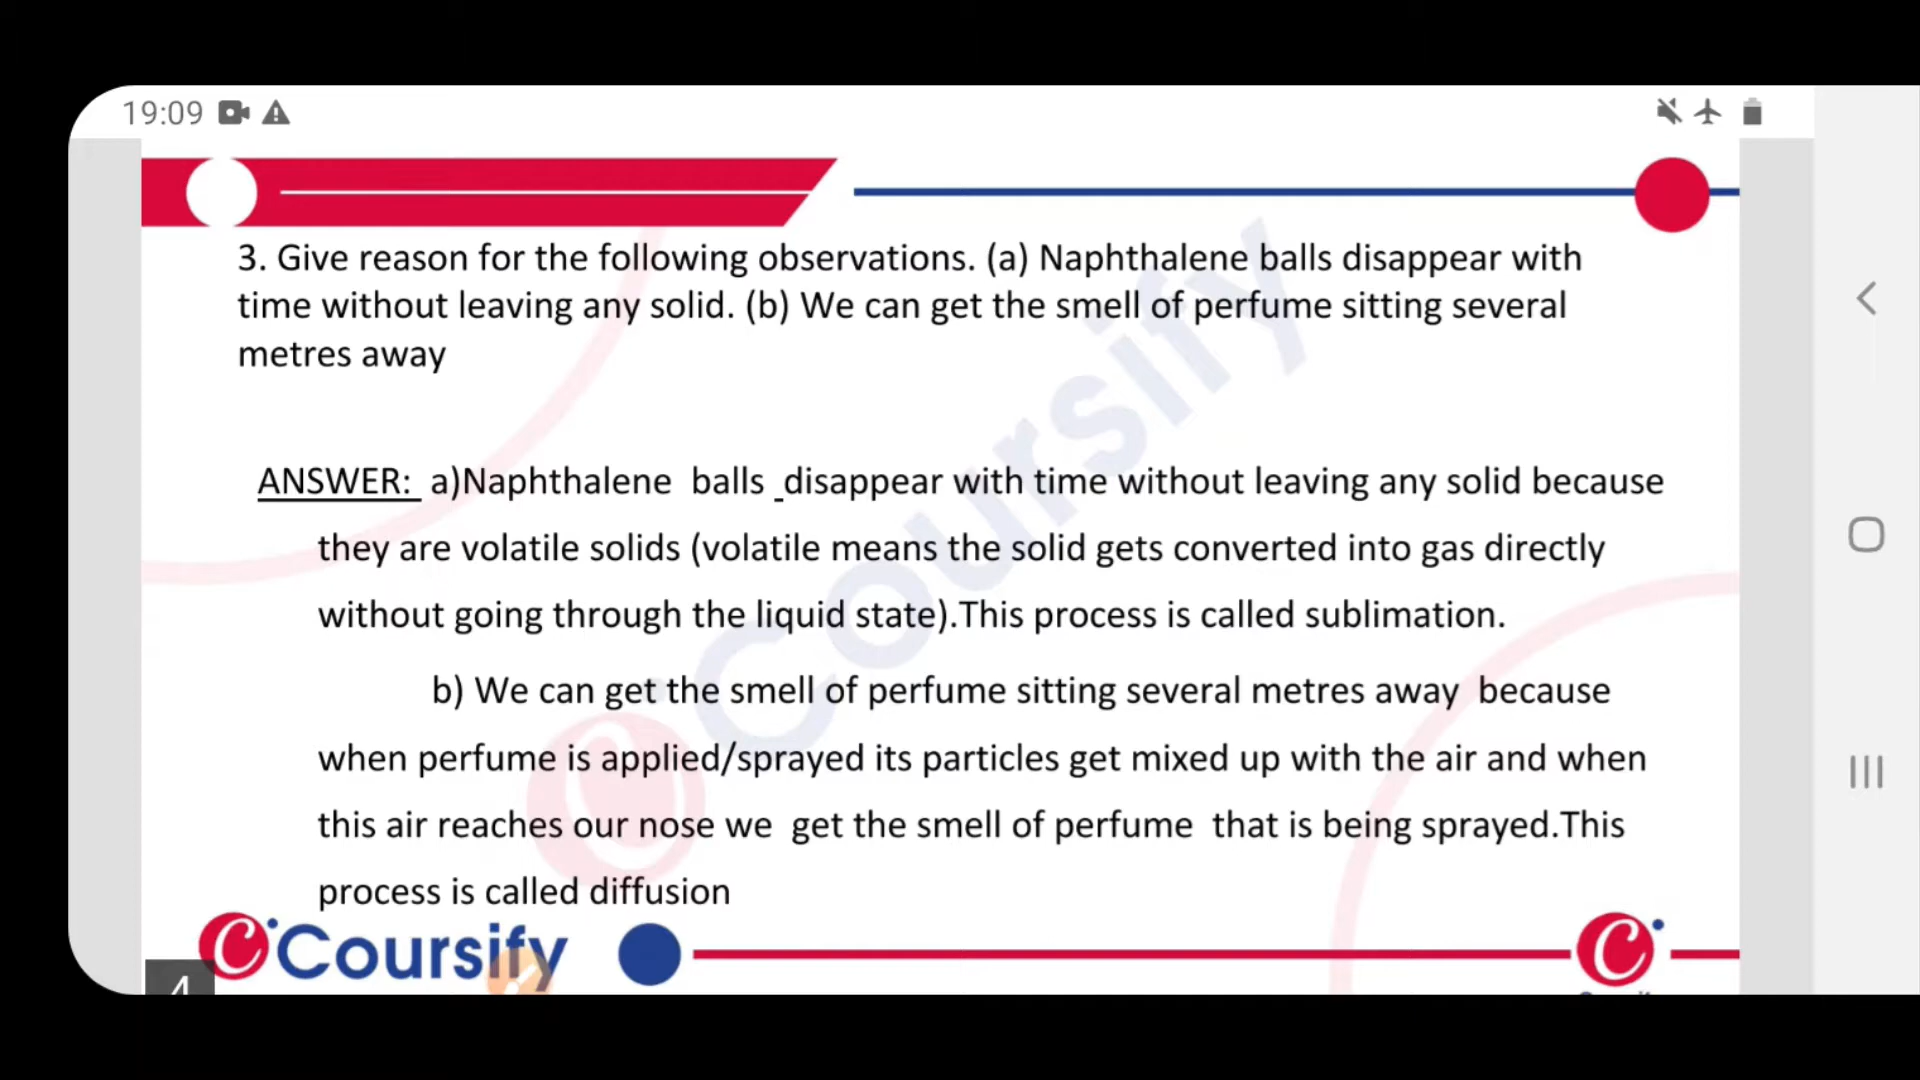 19:09
3. Give reason for the following observations. (a) Naphthalene balls disappear with
time without leaving any solid. (b) We can get the smell of perfume sitting several
metres away
Coursify
ANSWER: a)Naphthalene balls _disappear with time without leaving any solid because
they are volatile solids (volatile means the solid gets converted into gas directly
without going through the liquid state).This process is called sublimation.
b) We can get the smell of perfume sitting several metres away because
when perfume is applied/sprayed its particles get mixed up with the air and when
this air reaches our nose we get the smell of perfume that is being sprayed.This
process is called diffusion
Coursify
4